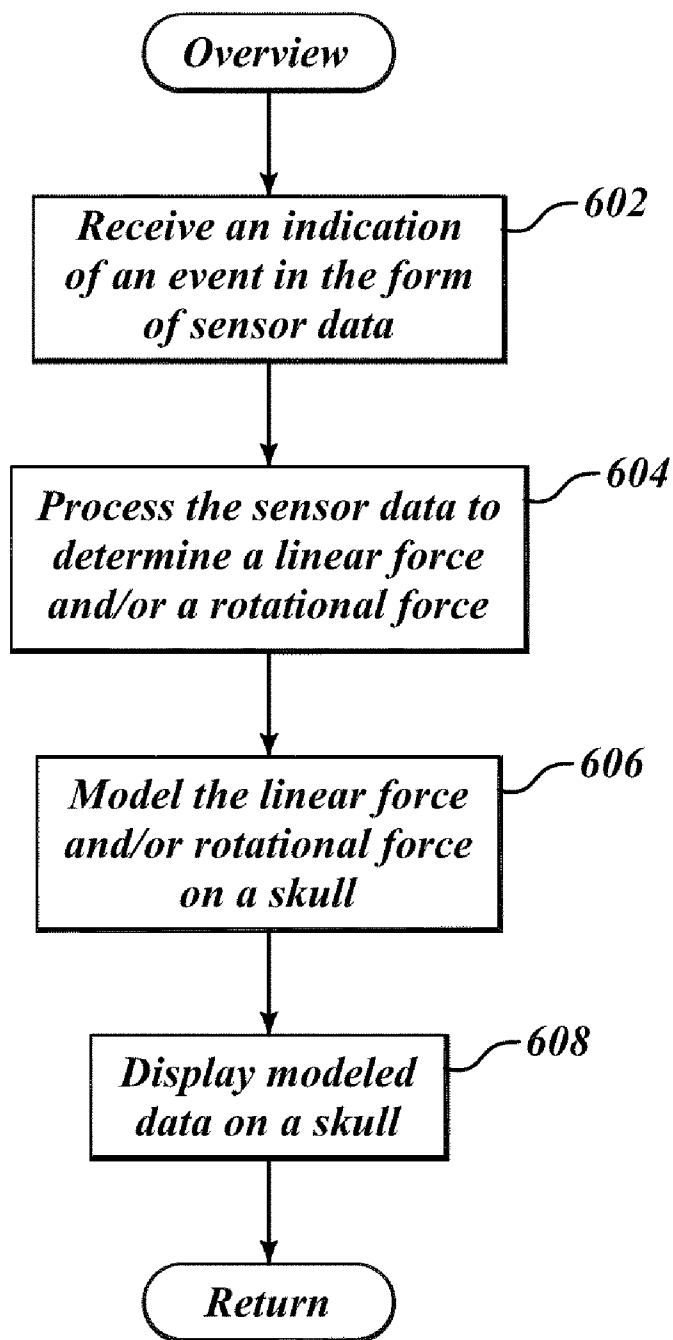 Overview
602
Receive an indication
of an event in the form
of sensor data
604
Process the sensor data to
determine a linear force
and/or a rotational force
606
Model the linear force
and/or rotational force
on a skull
608
Display modeled
data on a skull
Return